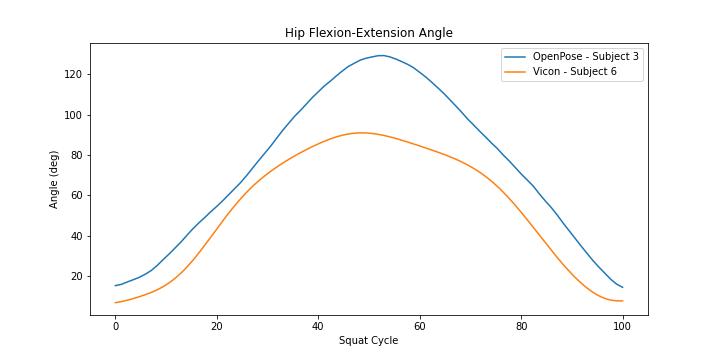 Hip Flexion-Extension Angle
OpenPose - Subject 3
Vicon - Subject 6
Angle (deg)
120
100
80
60
40
20
0 20 40 60 80 100
Squat Cycle